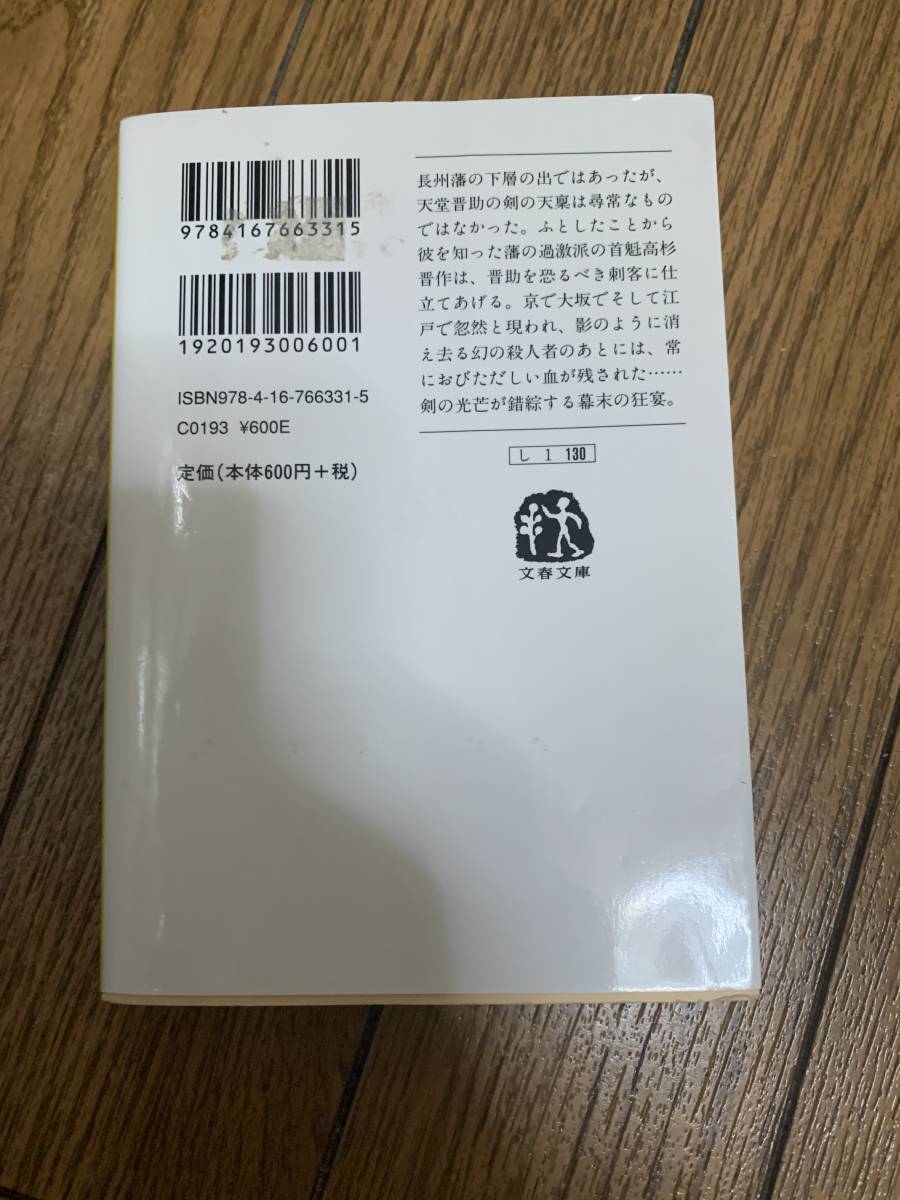 9784167663315
1920193006001
ISBN978-4-16-766331-5
C0193 ¥600E
定価(本体600円+税)
長州藩の下層の出ではあったが、
天堂晋助の剣の天稟は尋常なもの
ではなかった。ふとしたことから
彼を知った藩の過激派の首魁高杉
晋作は、晋助を恐るべき刺客に仕
立てあげる。京で大坂でそして江
戸で忽然と現われ、影のように消
え去る幻の殺人者のあとには、常
におびただしい血が残された……
剣の光芒が錯綜する幕末の狂宴。
し 1 130
文春文庫